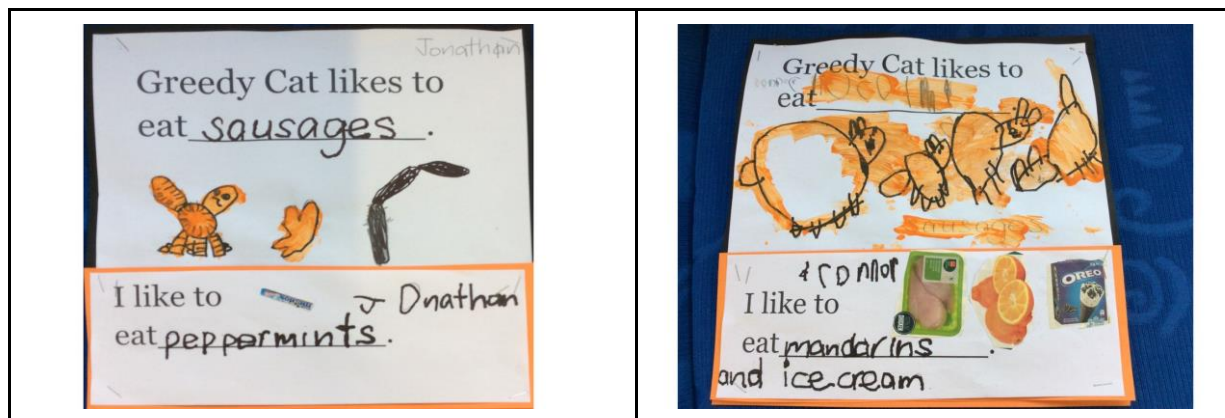 Jonathan
Greedy Cat likes to
eat sausages.
I like to
Jonathan
eat peppermints.
Greedy Cat likes to
eat
I like to
OREO
eat mandarins.
and ice cream